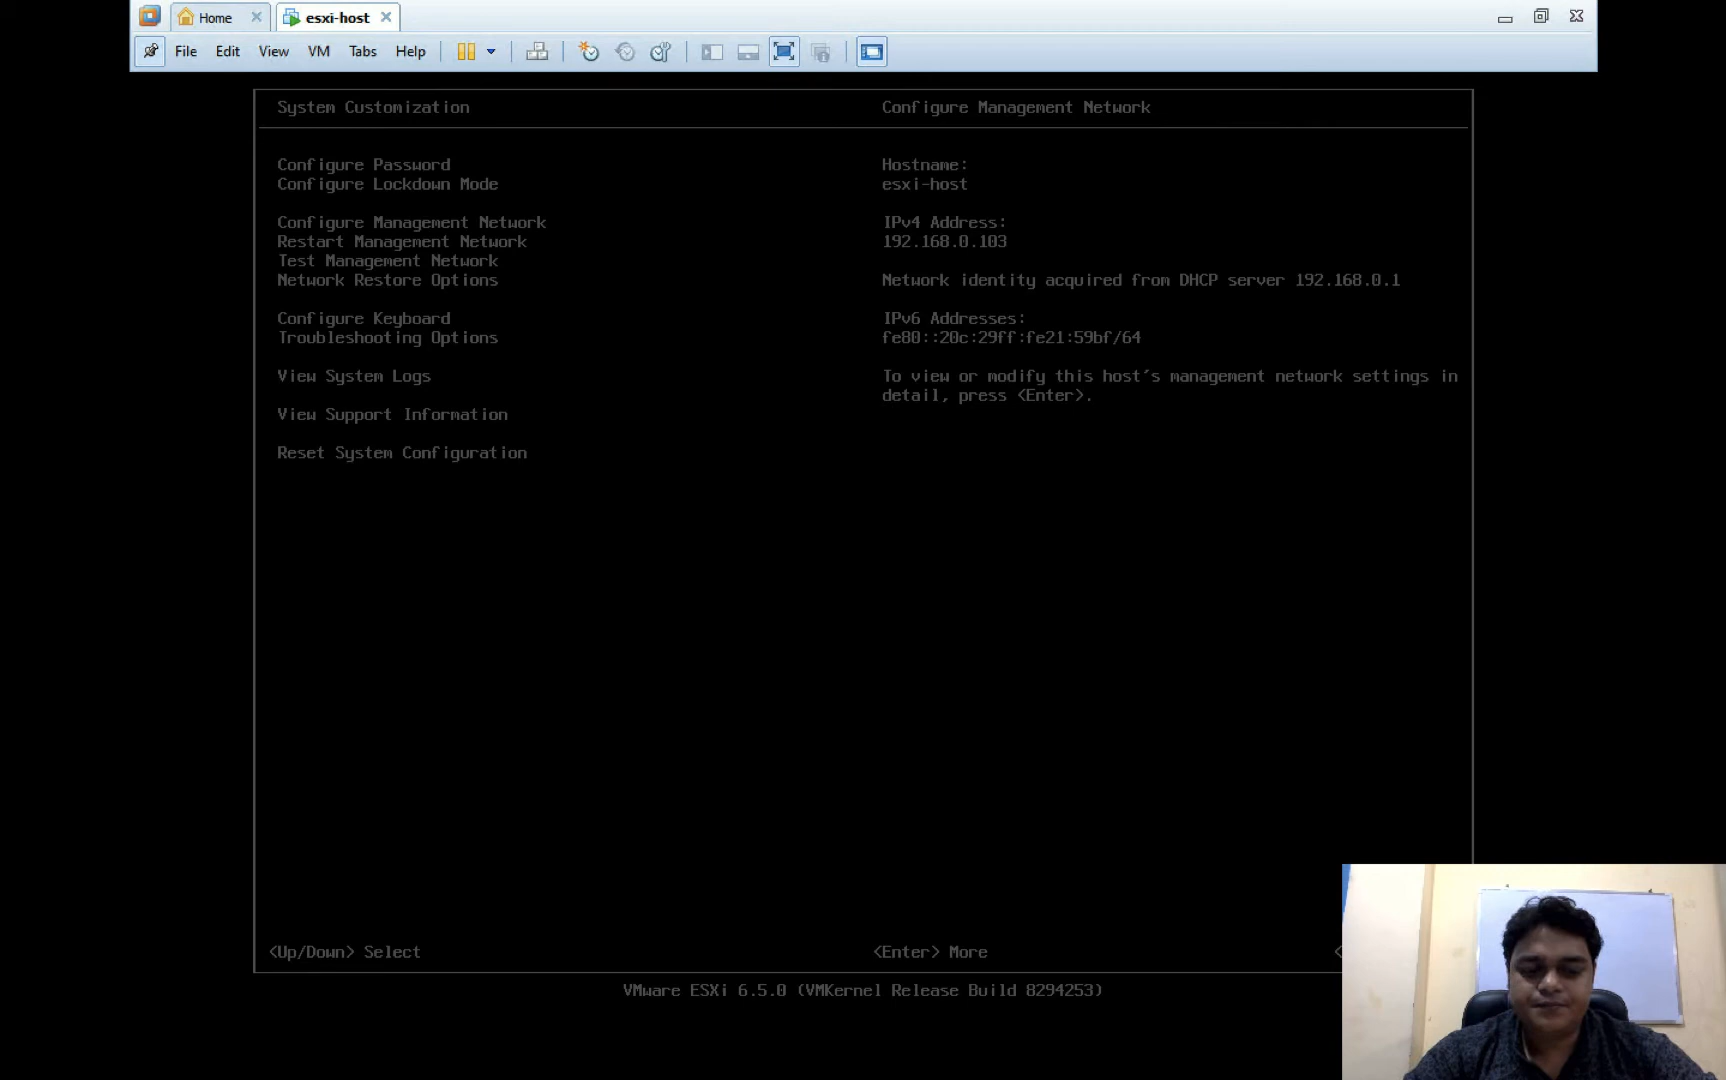 Home
esxi-host
File Edit View VM Tabs Help
System Customization
Configure Management Network
Configure Password
Configure Lockdown Mode
Configure Management Network
Restart Management Network
Test Management Network
Network Restore Options
Configure Keyboard
Troubleshooting Options
View System Logs
View Support Information
Reset System Configuration
Hostname:
esxi-host
IPv4 Address:
192.168.0.103
Network identity acquired from DHCP server 192.168.0.1
IPv6 Addresses:
fe80::20c:29ff:fe21:59bf/64
To view or modify this host's management network settings in
detail, press <Enter>.
<Up/Down> Select
<Enter> More
<
VMware ESXi 6.5.0 (VMKernel Release Build 8294253)